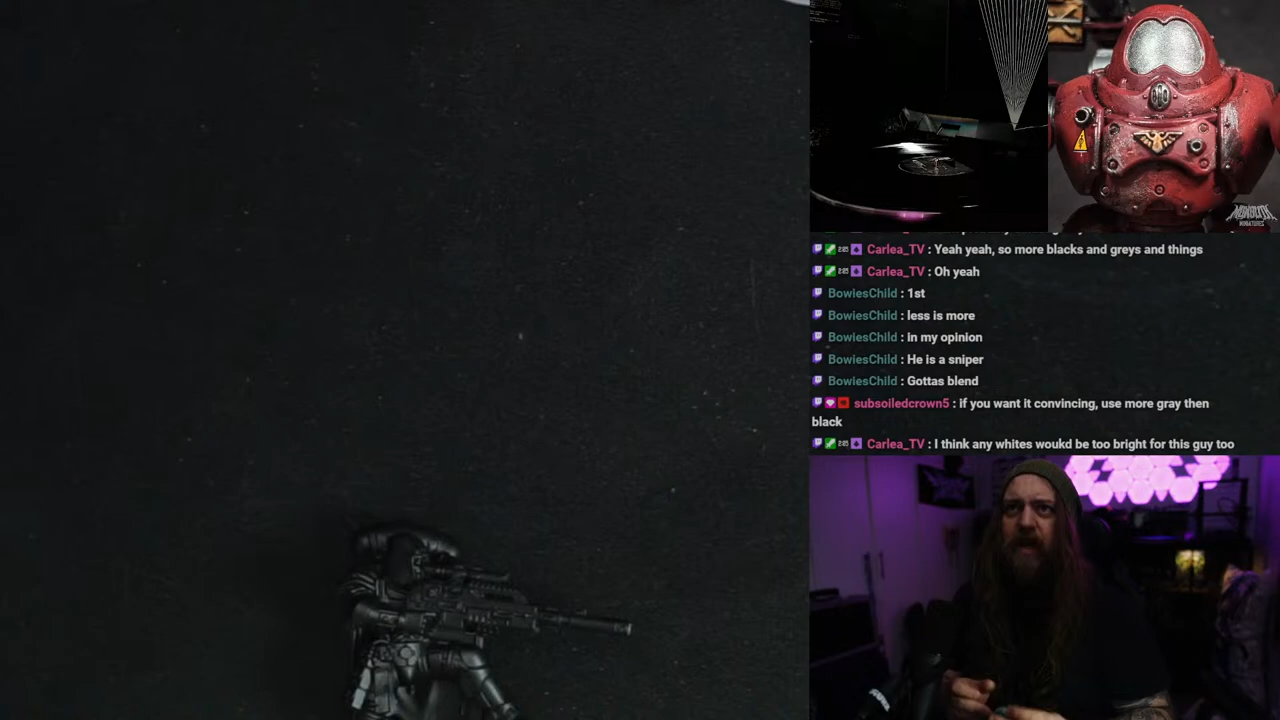 Carlea_TV : Yeah yeah, so more blacks and greys and things
Carlea_TV : Oh yeah
BowiesChild : 1st
BowiesChild : less is more
BowiesChild : in my opinion
BowiesChild : He is a sniper
BowiesChild : Gottas blend
subsoiledcrown5 : if you want it convincing, use more gray then
black
Carlea_TV : I think any whites woukd be too bright for this guy too